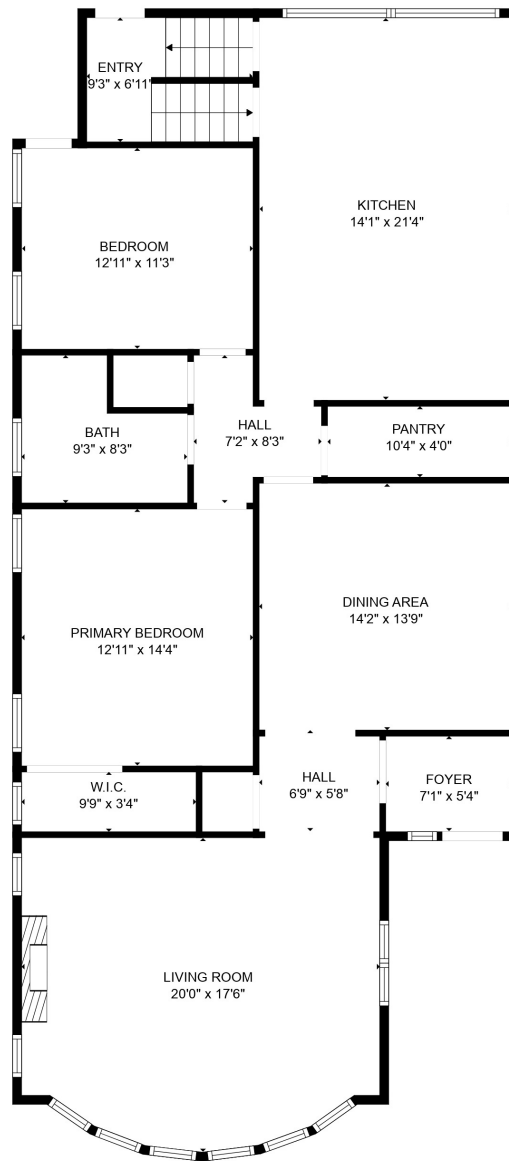 ENTRY
9'3" x 6'11"
KITCHEN
14'1" x 21'4"
BEDROOM
12'11" x 11'3"
HALL
7'2" x 8'3"
PANTRY
10'4" x 4'0"
BATH
9'3" x 8'3"
DINING AREA
14'2" x 13'9"
PRIMARY BEDROOM
12'11" x 14'4"
W.I.C.
9'9" x 3'4"
HALL
6'9" x 5'8"
FOYER
7'1" x 5'4"
LIVING ROOM
20'0" x 17'6"